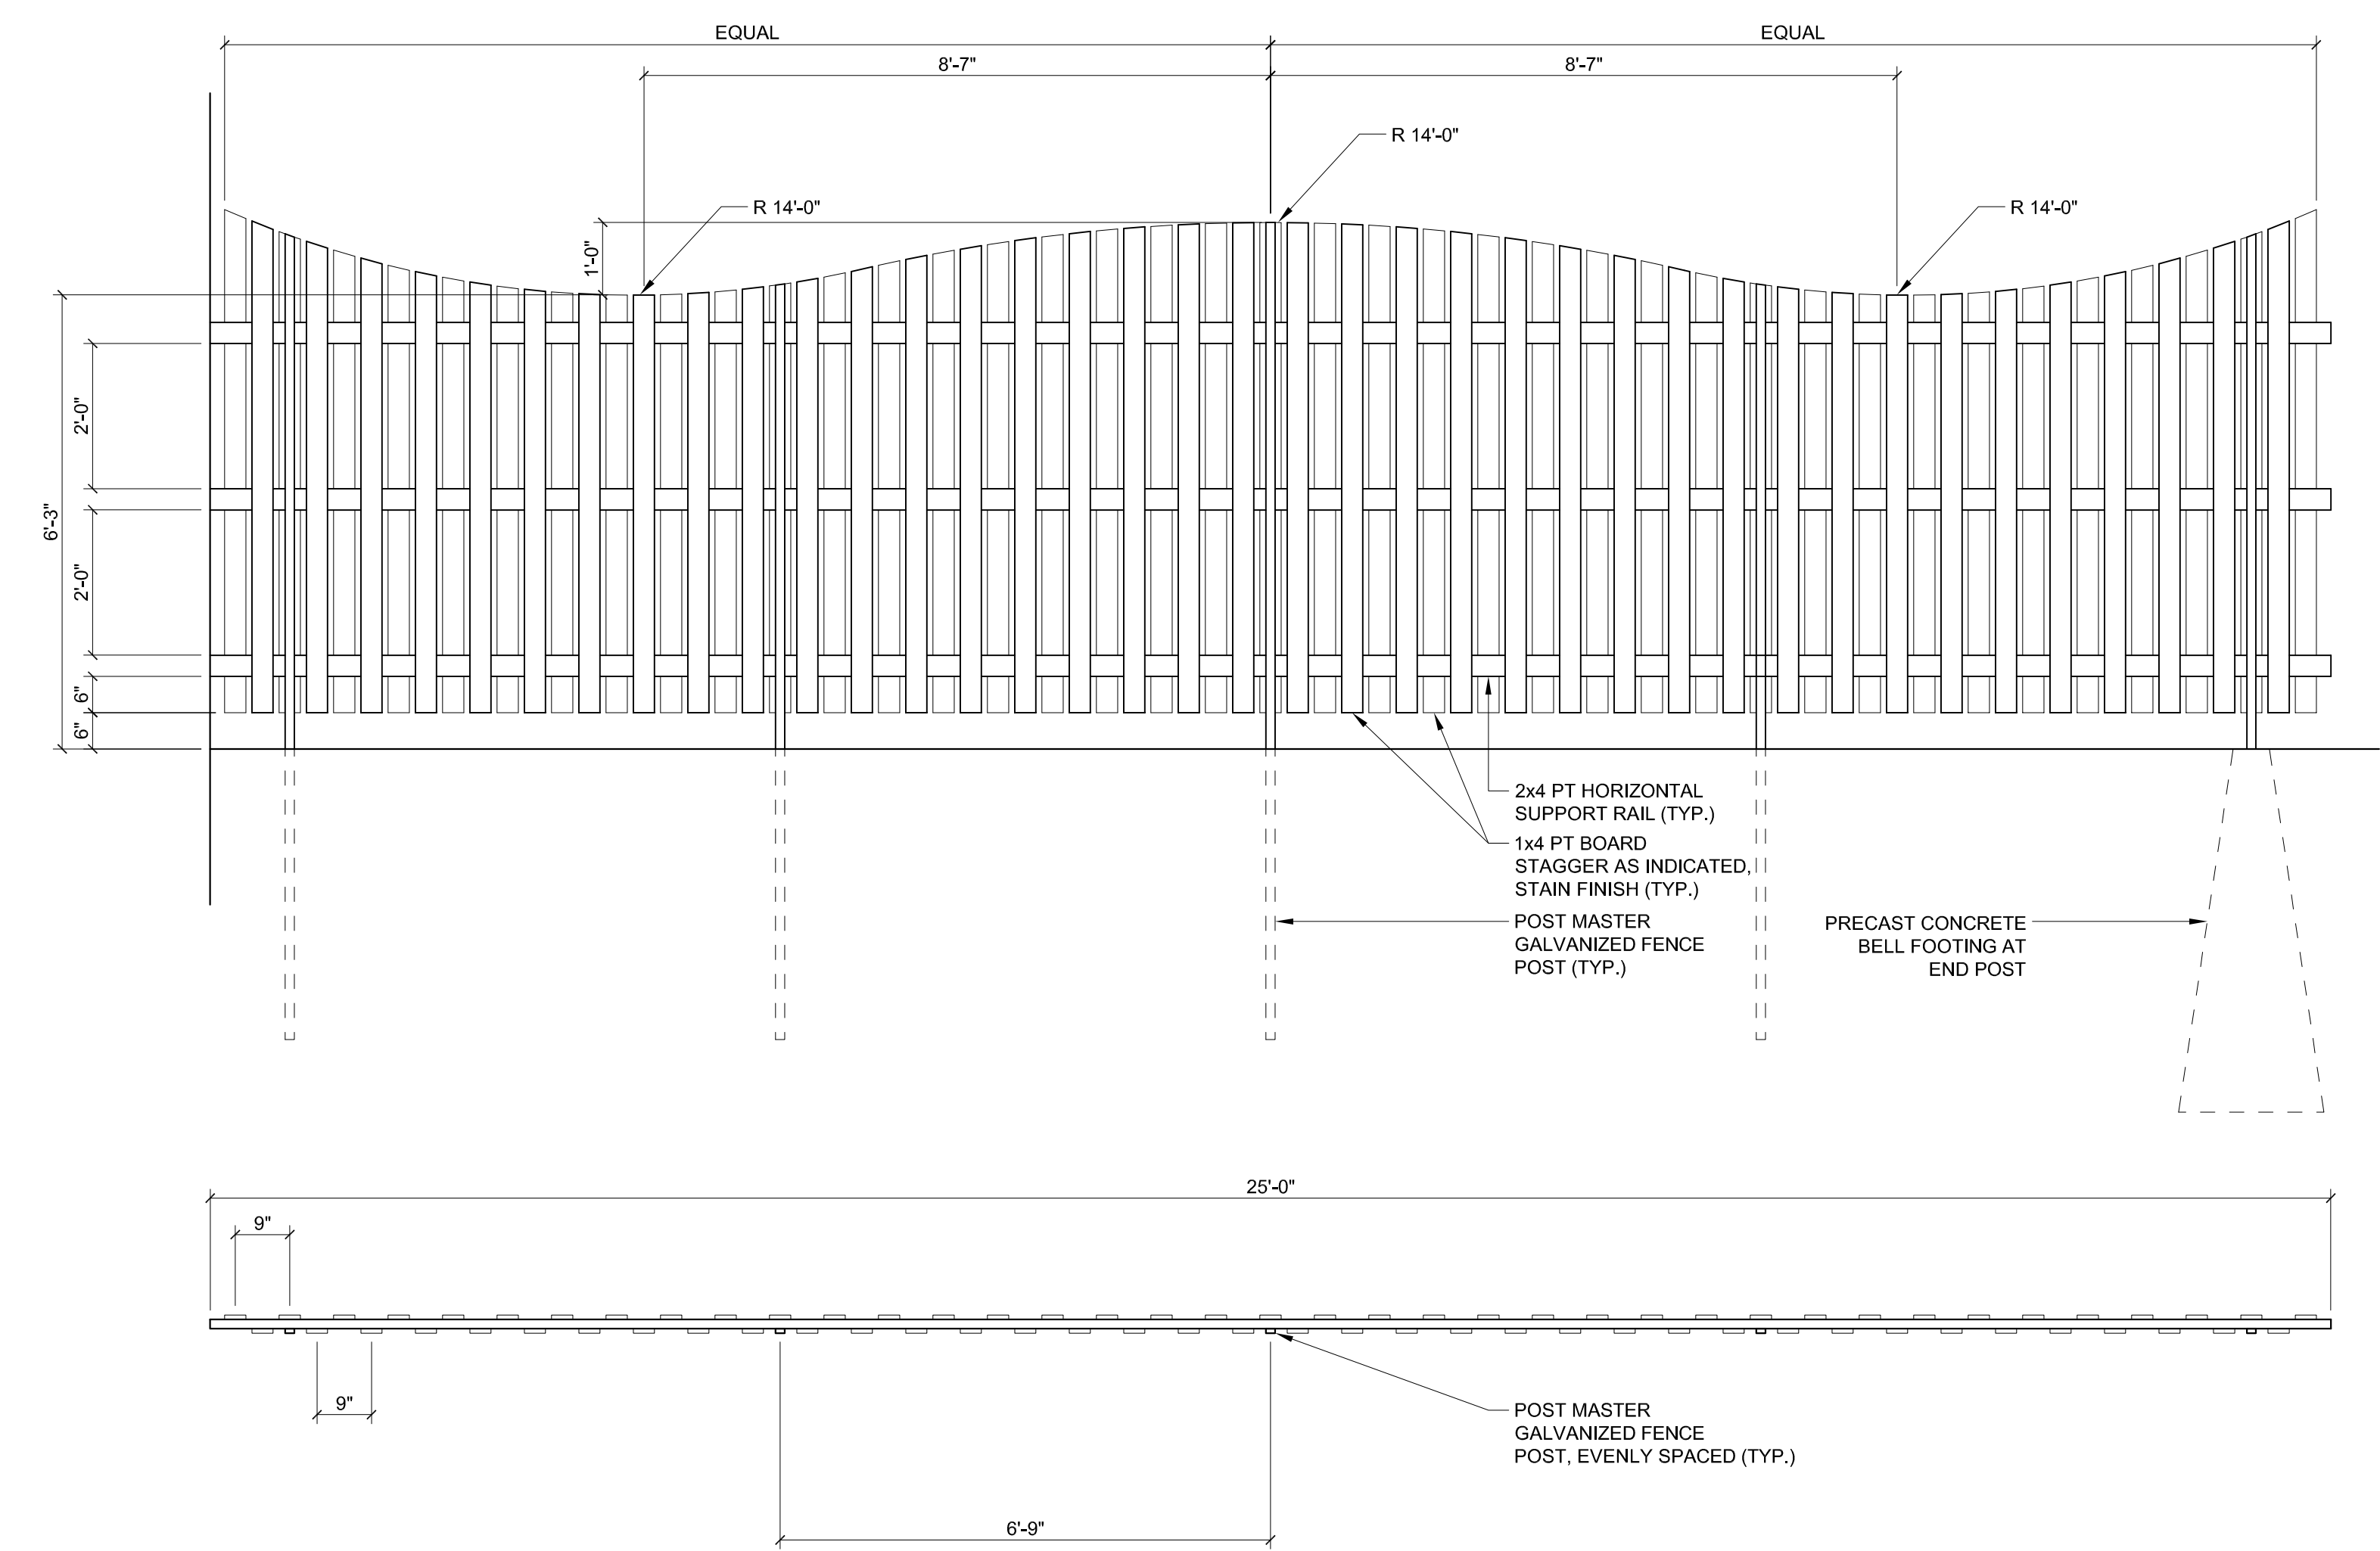 EQUAL
EQUAL
8'-7"
8'-7"
R 14'-0"
R 14'-0"
R 14'-0"
1'-0"
2'-0"
6'-3"
2'-0"
6"
6"
2x4 PT HORIZONTAL
SUPPORT RAIL (TYP.)
1x4 PT BOARD
STAGGER AS INDICATED,
STAIN FINISH (TYP.)
POST MASTER
GALVANIZED FENCE
POST (TYP.)
PRECAST CONCRETE
BELL FOOTING AT
END POST
25'-0"
9"
9"
POST MASTER
GALVANIZED FENCE
POST, EVENLY SPACED (TYP.)
6'-9"